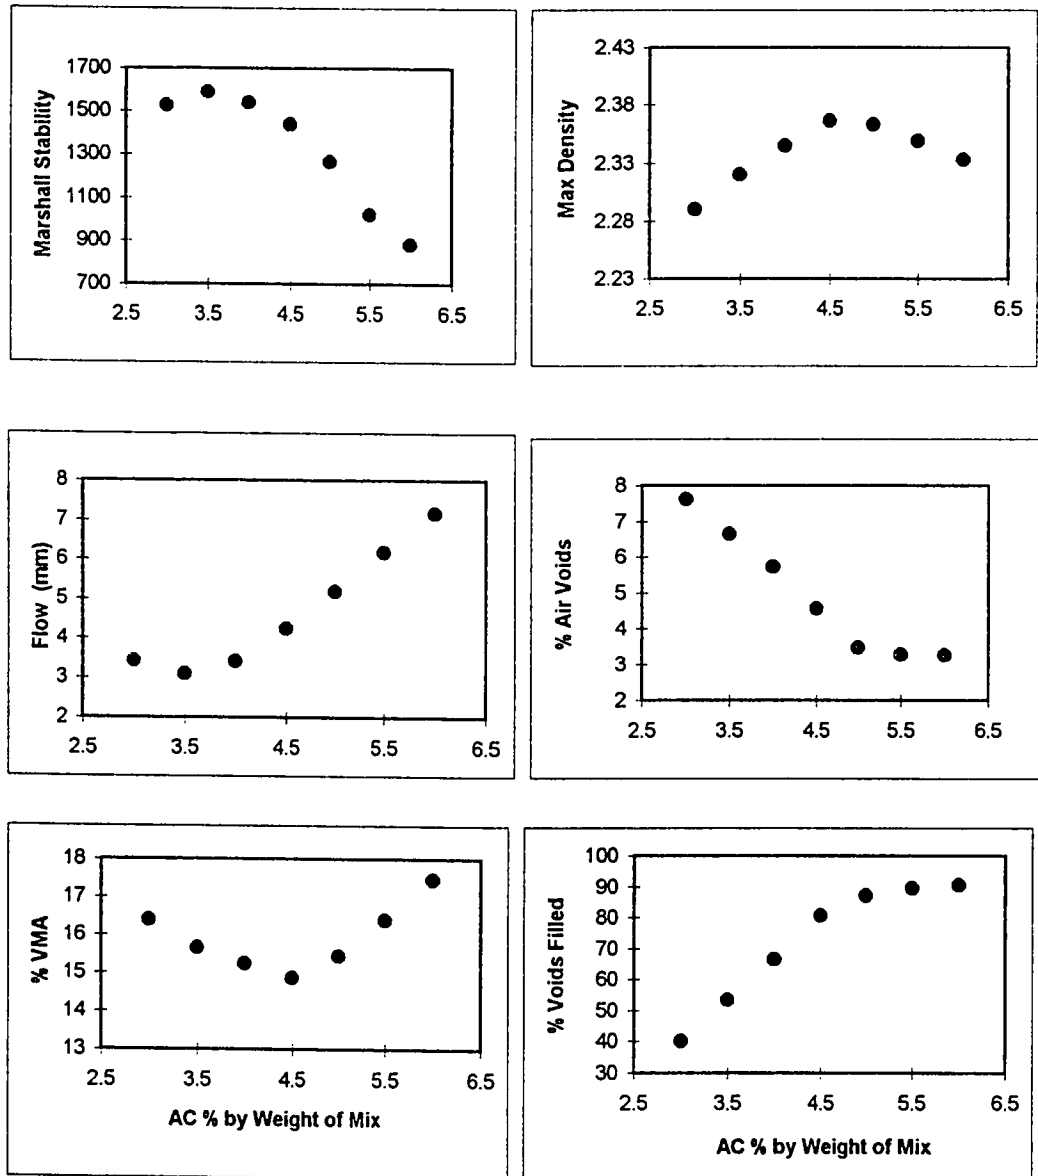 Marshall Stability
1700
1500
1300
1100
900
700
2.5 3.5 4.5 5.5 6.5
Max Density
2.43
2.38
2.33
2.28
2.23
2.5 3.5 4.5 5.5 6.5
Flow (mm)
8
7
6
5
4
3
2
2.5 3.5 4.5 5.5 6.5
% Air Voids
8
7
6
5
4
3
2
2.5 3.5 4.5 5.5 6.5
% VMA
18
17
16
15
14
13
2.5 3.5 4.5 5.5 6.5
AC % by Weight of Mix
% Voids Filled
100
90
80
70
60
50
40
30
2.5 3.5 4.5 5.5 6.5
AC % by Weight of Mix